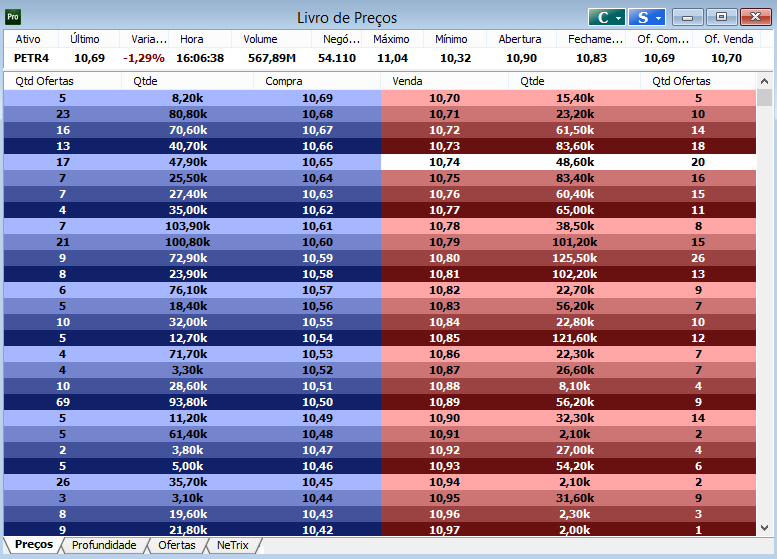 Pro Livro de Preços C S
Ativo Último Varia... Hora Volume Negó... Máximo Mínimo Abertura Fechame... Of. Com... Of. Venda
PETR4 10,69 -1,29% 16:06:38 567,89M 54.110 11,04 10,32 10,90 10,83 10,69 10,70
Qtd Ofertas Qtde Compra Venda Qtde Qtd Ofertas
5 8,20k 10,69 10,70 15,40k 5
23 80,80k 10,68 10,71 23,20k 10
16 70,60k 10,67 10,72 61,50k 14
13 40,70k 10,66 10,73 83,60k 18
17 47,90k 10,65 10,74 48,60k 20
7 25,50k 10,64 10,75 83,40k 16
7 27,40k 10,63 10,76 60,40k 15
4 35,00k 10,62 10,77 65,00k 11
7 103,90k 10,61 10,78 38,50k 8
21 100,80k 10,60 10,79 101,20k 15
9 72,90k 10,59 10,80 125,50k 26
8 23,90k 10,58 10,81 102,20k 13
6 76,10k 10,57 10,82 22,70k 9
5 18,40k 10,56 10,83 56,20k 7
10 32,00k 10,55 10,84 22,80k 10
5 12,70k 10,54 10,85 121,60k 12
4 71,70k 10,53 10,86 22,30k 7
4 3,30k 10,52 10,87 26,60k 7
10 28,60k 10,51 10,88 8,10k 4
69 93,80k 10,50 10,89 56,20k 9
5 11,20k 10,49 10,90 32,30k 14
5 61,40k 10,48 10,91 2,10k 2
2 3,80k 10,47 10,92 27,00k 4
5 5,00k 10,46 10,93 54,20k 6
26 35,70k 10,45 10,94 2,10k 2
3 3,10k 10,44 10,95 31,60k 9
8 19,60k 10,43 10,96 2,30k 3
9 21,80k 10,42 10,97 2,00k 1
Preços Profundidade Ofertas NeTrix